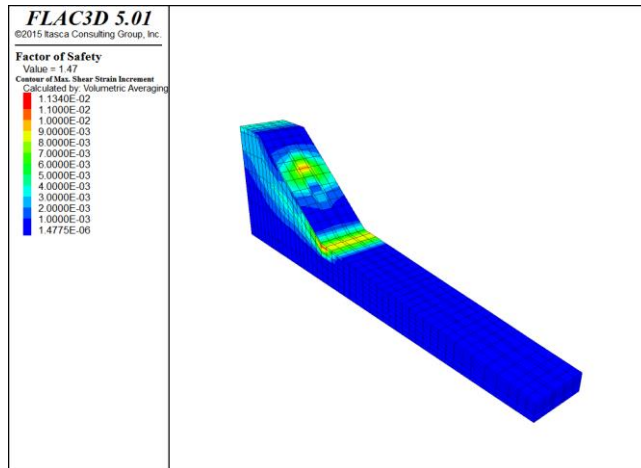 FLAC3D 5.01
©2015 Itasca Consulting Group, Inc.
Factor of Safety
Value = 1.47
Contour of Max. Shear Strain Increment
Calculated by: Volumetric Averaging
1.1340E-02
1.1000E-02
1.0000E-02
9.0000E-03
8.0000E-03
7.0000E-03
6.0000E-03
5.0000E-03
4.0000E-03
3.0000E-03
2.0000E-03
1.0000E-03
1.4775E-06